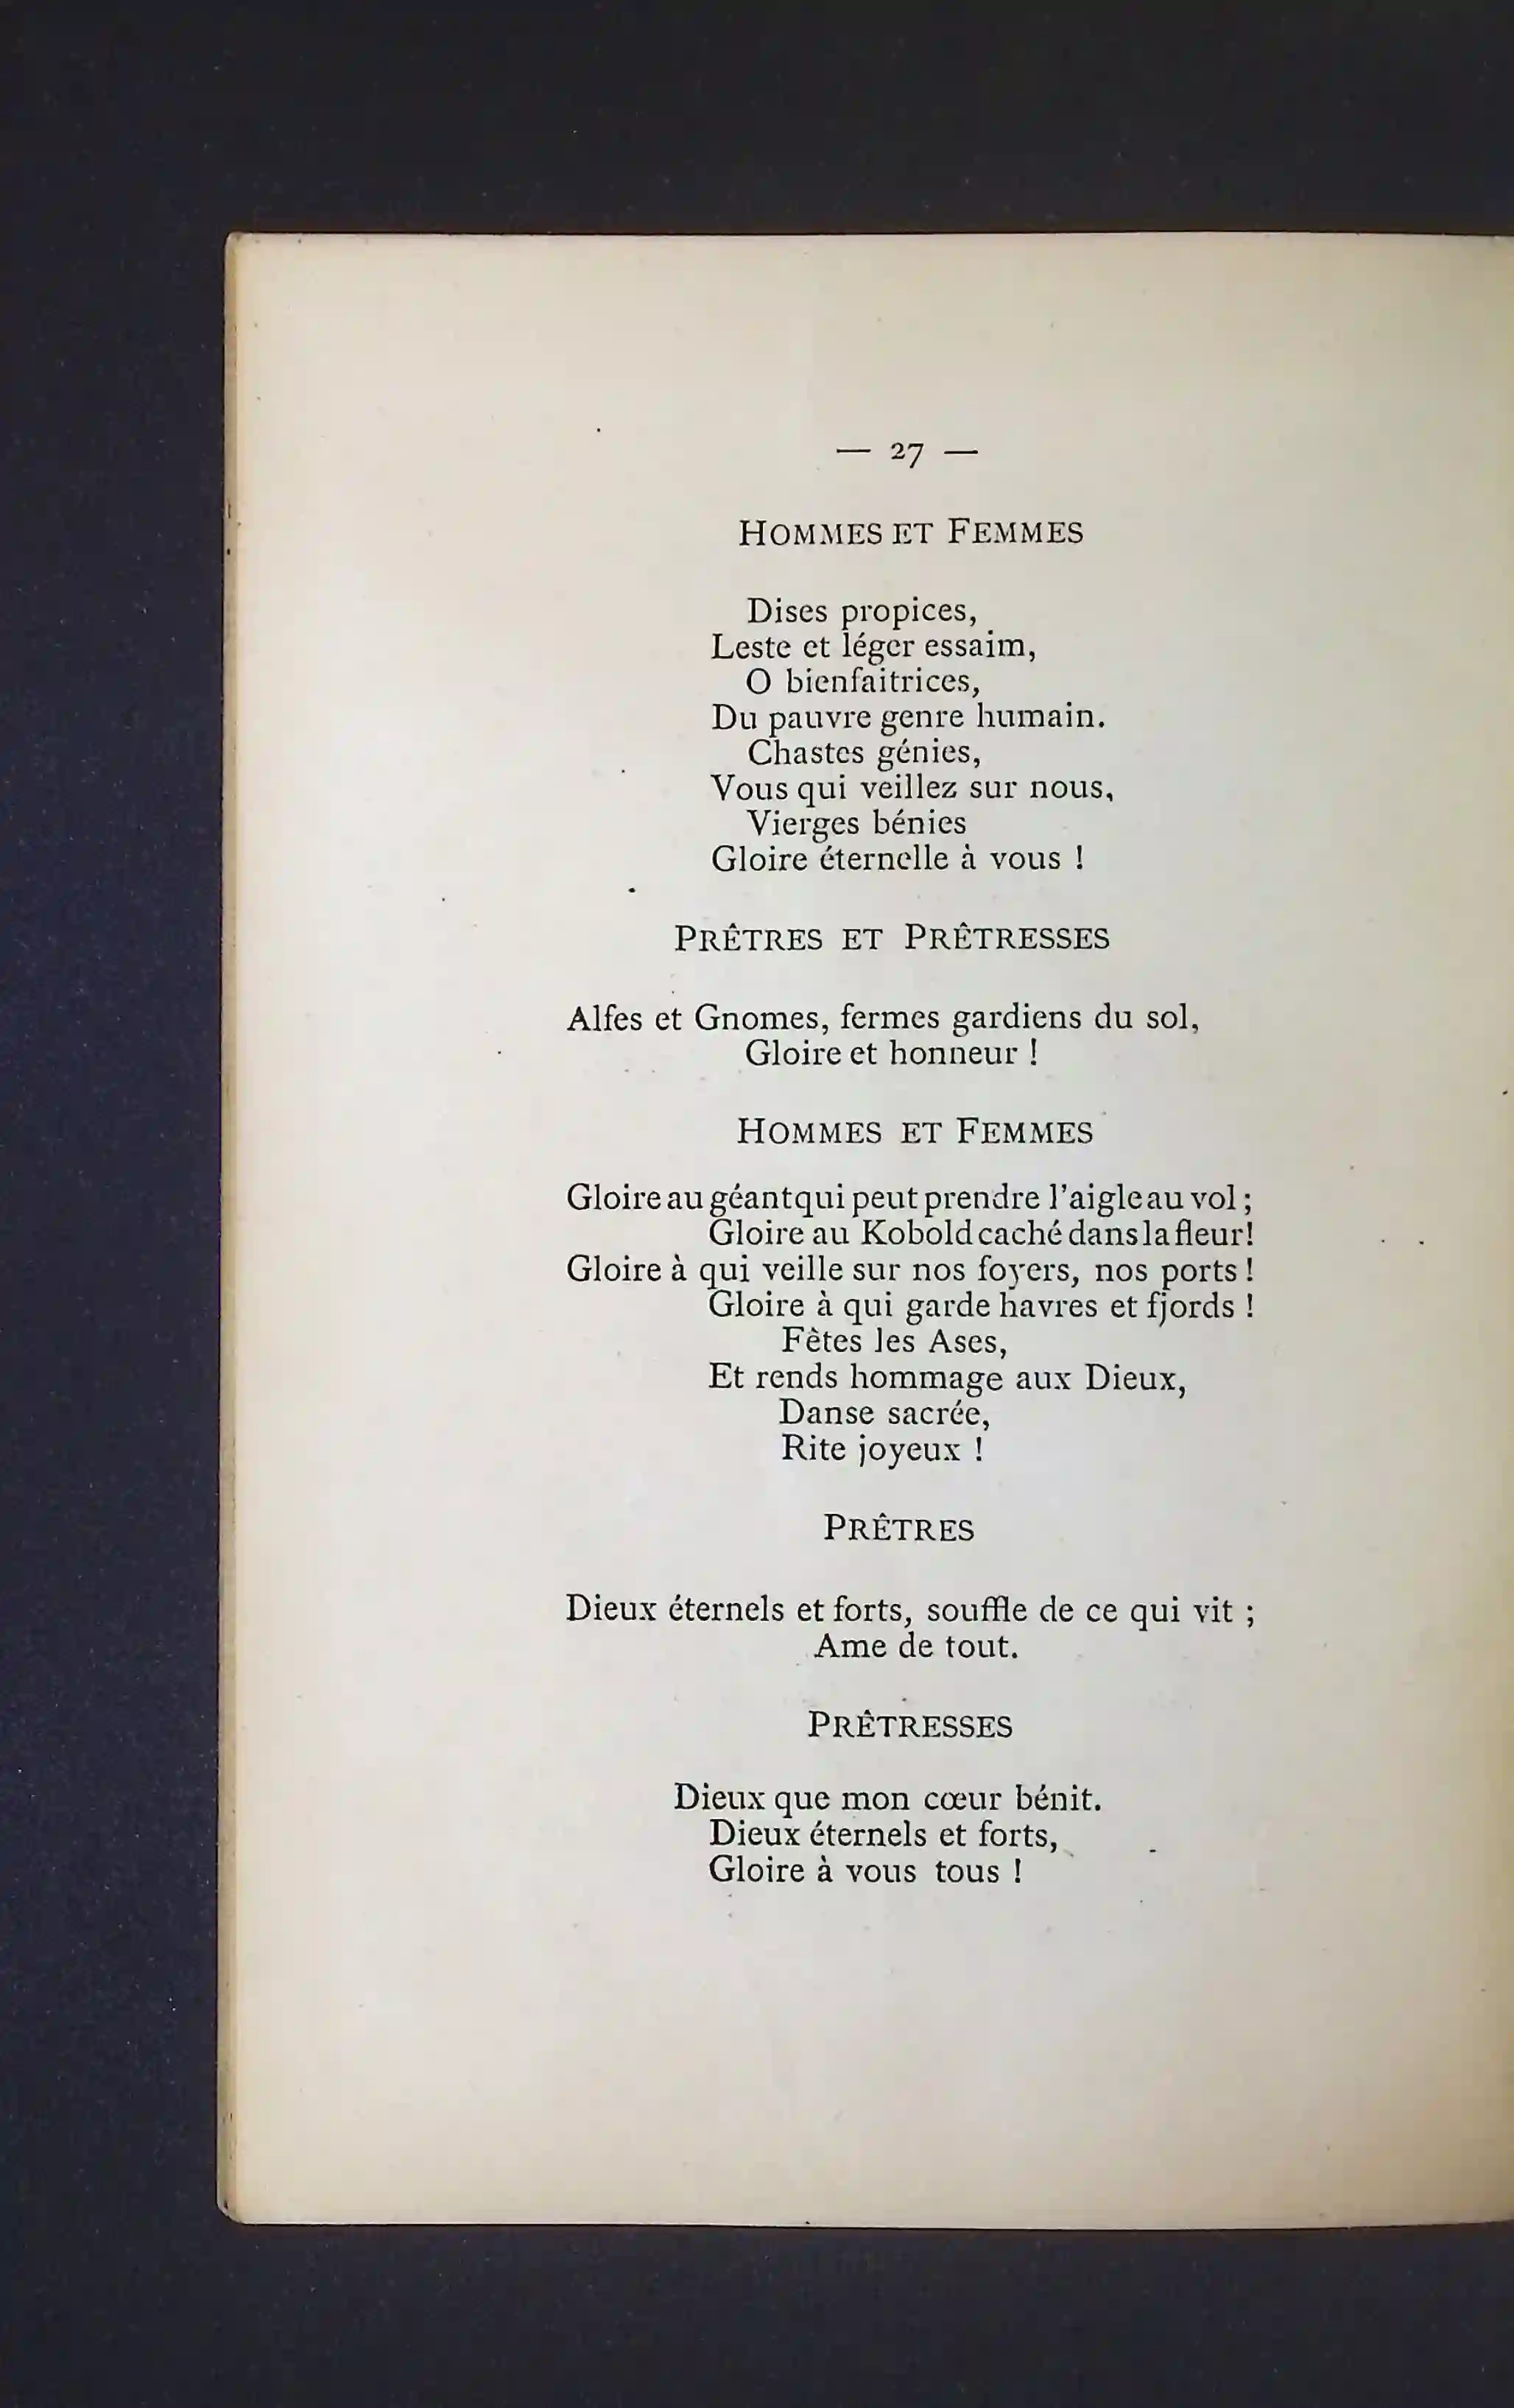 — 27 —
HOMMES ET FEMMES
Dises propices,
Leste et léger essaim,
O bienfaitrices,
Du pauvre genre humain.
Chastes génies,
Vous qui veillez sur nous,
Vierges bénies
Gloire éternelle à vous !
PRÊTRES ET PRÊTRESSES
Alfes et Gnomes, fermes gardiens du sol,
Gloire et honneur !
HOMMES ET FEMMES
Gloire au géant qui peut prendre l'aigle au vol ;
Gloire au Kobold caché dans la fleur!
Gloire à qui veille sur nos foyers, nos ports !
Gloire à qui garde havres et fjords !
Fêtes les Ases,
Et rends hommage aux Dieux,
Danse sacrée,
Rite joyeux !
PRÊTRES
Dieux éternels et forts, souffle de ce qui vit ;
Ame de tout.
PRÊTRESSES
Dieux que mon cœur bénit.
Dieux éternels et forts,
Gloire à vous tous !